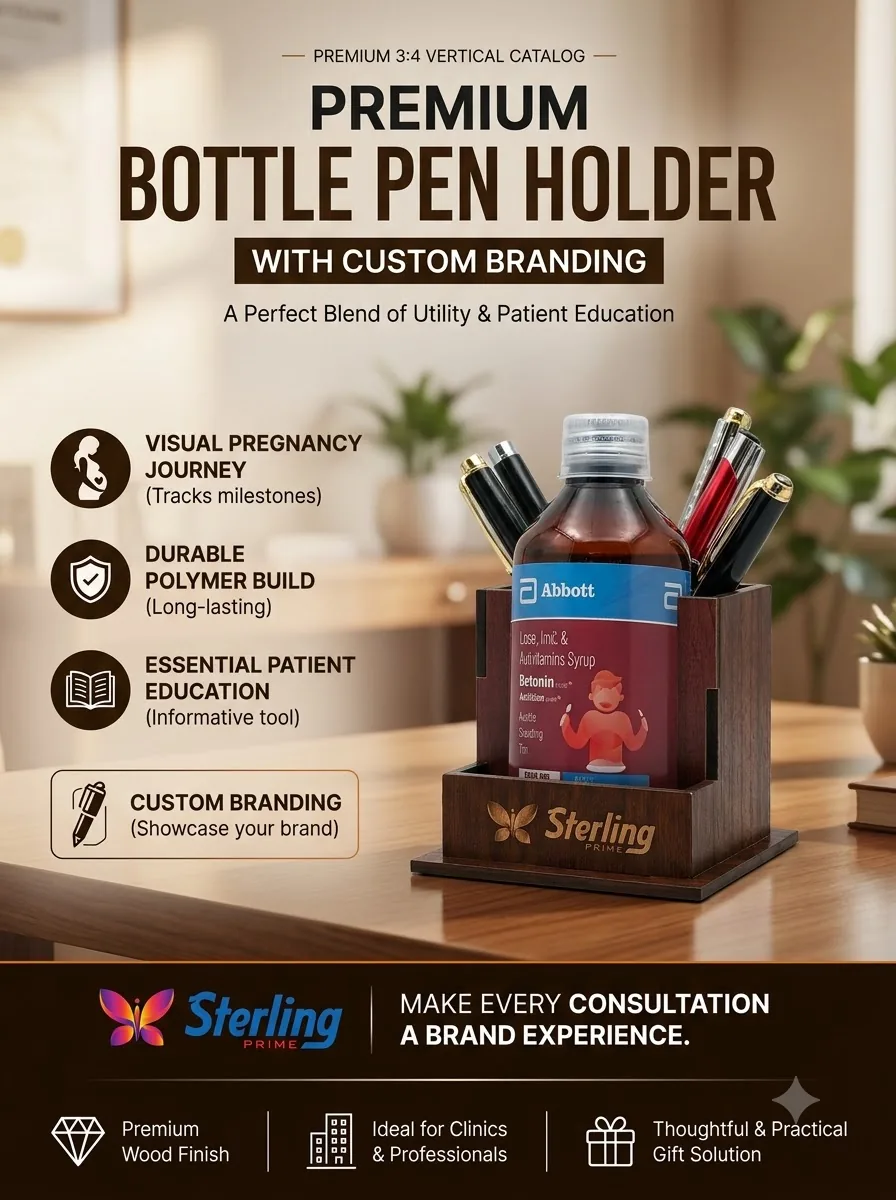 PREMIUM 3:4 VERTICAL CATALOG
PREMIUM
BOTTLE PEN HOLDER
WITH CUSTOM BRANDING
A Perfect Blend of Utility & Patient Education
VISUAL PREGNANCY
JOURNEY
(Tracks milestones)
DURABLE
POLYMER BUILD
(Long-lasting)
ESSENTIAL PATIENT
EDUCATION
(Informative tool)
CUSTOM BRANDING
(Showcase your brand)
Abbott
Lose, &
Syrup
Betonin
Sterling
PRIME
Sterling
PRIME
MAKE EVERY CONSULTATION
A BRAND EXPERIENCE.
Premium
Wood Finish
Ideal for Clinics
& Professionals
Thoughtful & Practical
Gift Solution